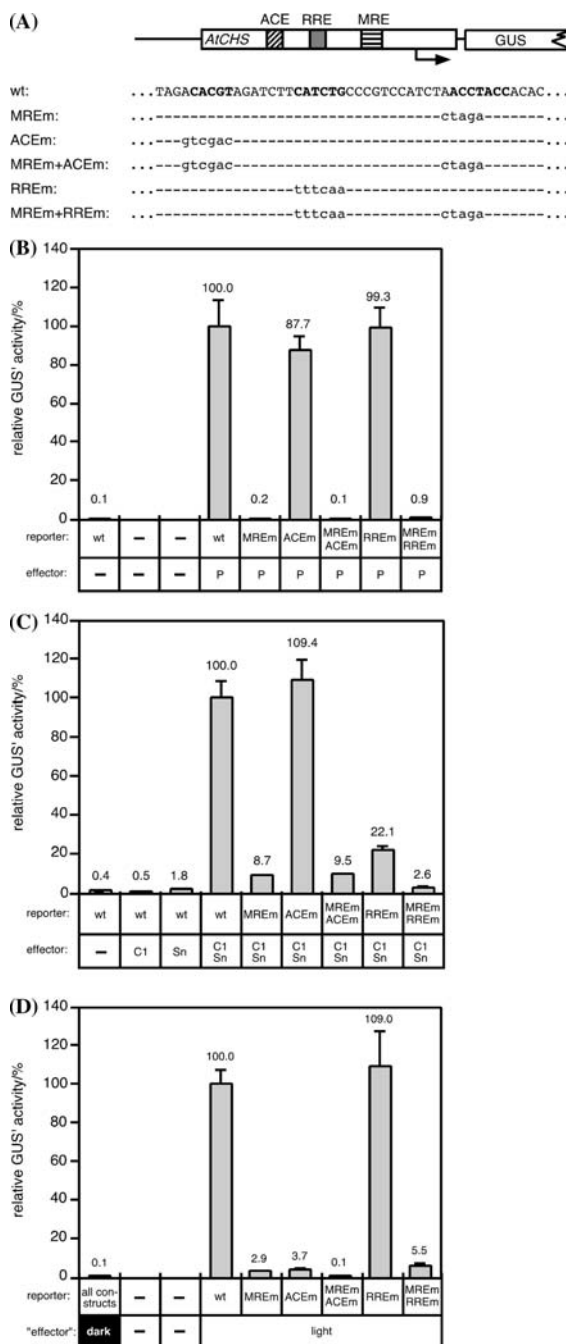 (A)
ACE RRE MRE
AtCHS GUS
wt: ...TAGACACGTAGATCTTCATCTGCCCGTCCATCTAACCTACCACAC...
MREm: ...----------------------------------ctaga-------...
ACEm: ...---gtcgac-------------------------------------...
MREm+ACEm: ...---gtcgac-------------------------ctaga-------...
RREm: ...-----------------tttcaa-----------------------...
MREm+RREm: ...-----------------tttcaa-----------ctaga-------...
(B)
relative GUS' activity/%
140
120
100
80
60
40
20
0
0.1 100.0 0.2 87.7 0.1 99.3 0.9
reporter: wt – – wt MREm ACEm MREm ACEm RREm MREm RREm
effector: – – – P P P P P P
(C)
relative GUS' activity/%
140
120
100
80
60
40
20
0
0.4 0.5 1.8 100.0 8.7 109.4 9.5 22.1 2.6
reporter: wt wt wt wt MREm ACEm MREm ACEm RREm MREm RREm
effector: – C1 Sn C1 Sn C1 Sn C1 Sn C1 Sn C1 Sn C1 Sn
(D)
relative GUS' activity/%
140
120
100
80
60
40
20
0
0.1 100.0 2.9 3.7 0.1 109.0 5.5
reporter: all constructs – – wt MREm ACEm MREm ACEm RREm MREm RREm
"effector": dark – – light